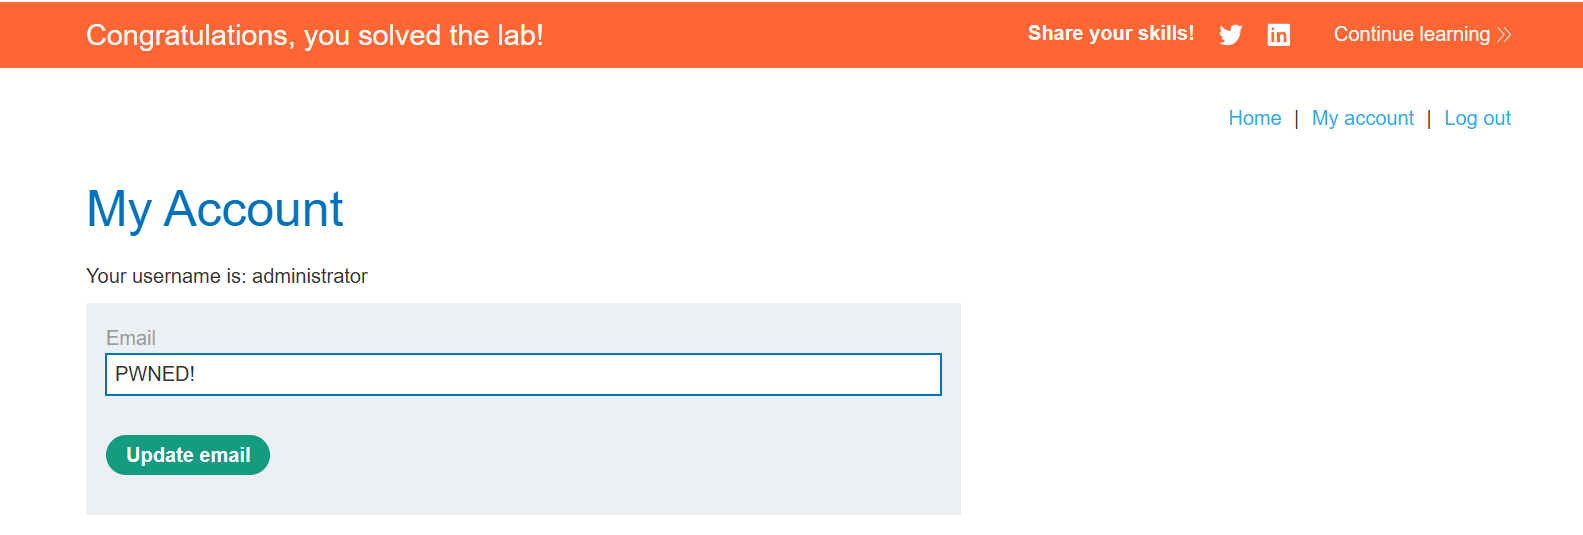 Congratulations, you solved the lab!
Share your skills!
Continue learning
Home | My account | Log out
My Account
Your username is: administrator
Email
PWNED!
Update email